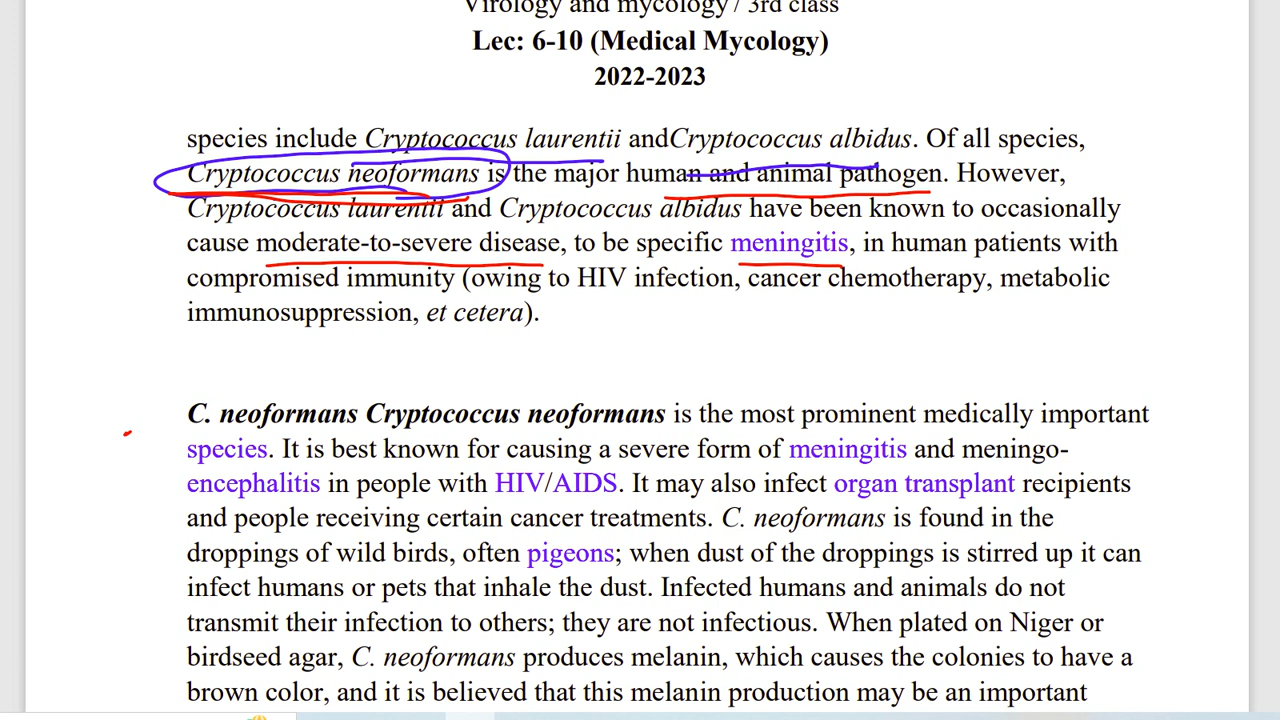 Virology and mycology / 3rd class
Lec: 6-10 (Medical Mycology)
2022-2023
species include Cryptococcus laurentii andCryptococcus albidus. Of all species,
Cryptococcus neoformans is the major human and animal pathogen. However,
Cryptococcus laurentii and Cryptococcus albidus have been known to occasionally
cause moderate-to-severe disease, to be specific meningitis, in human patients with
compromised immunity (owing to HIV infection, cancer chemotherapy, metabolic
immunosuppression, et cetera).
C. neoformans Cryptococcus neoformans is the most prominent medically important
species. It is best known for causing a severe form of meningitis and meningo-
encephalitis in people with HIV/AIDS. It may also infect organ transplant recipients
and people receiving certain cancer treatments. C. neoformans is found in the
droppings of wild birds, often pigeons; when dust of the droppings is stirred up it can
infect humans or pets that inhale the dust. Infected humans and animals do not
transmit their infection to others; they are not infectious. When plated on Niger or
birdseed agar, C. neoformans produces melanin, which causes the colonies to have a
brown color, and it is believed that this melanin production may be an important